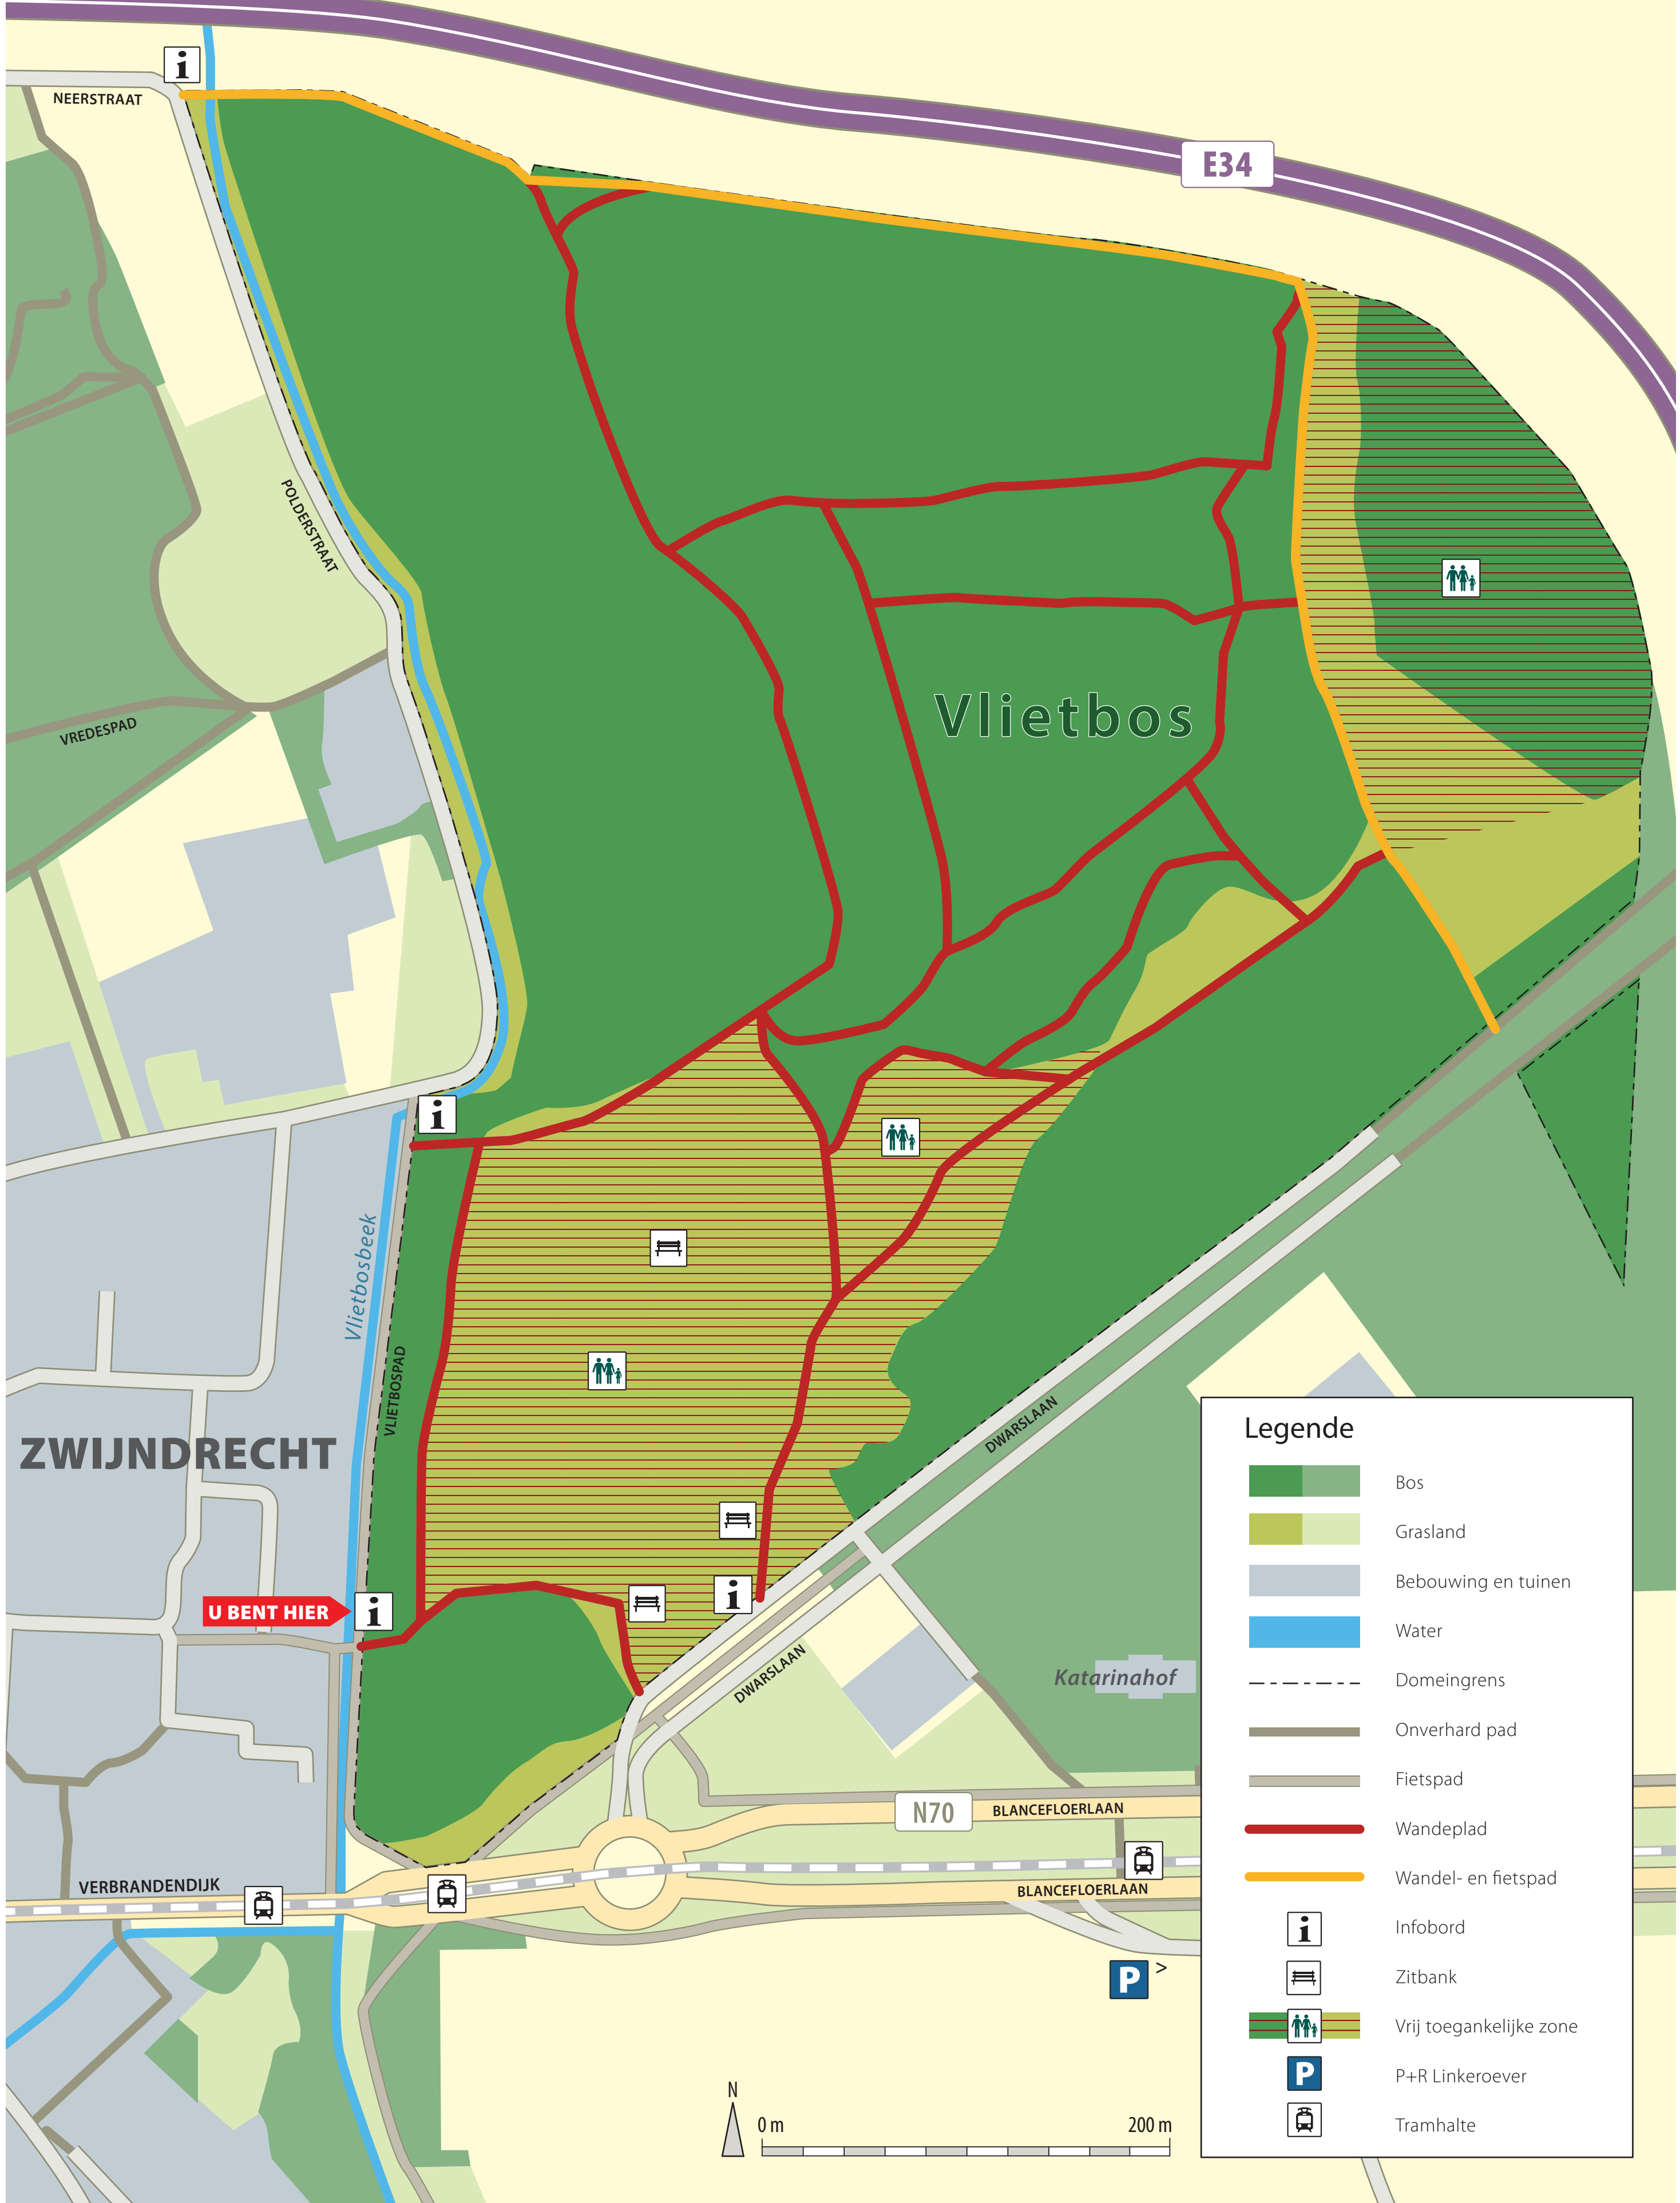 E34
NEERSTRAAT
POLDERSTRAAT
VREDESPAD
Vlietbos
Vlietbosbeek
VLIETBOSPAD
ZWIJNDRECHT
DWARSLAAN
U BENT HIER
DWARSLAAN
Katarinahof
N70
BLANCEFLOERLAAN
VERBRANDENDIJK
BLANCEFLOERLAAN
P >
N
0 m
200 m
Legende
Bos
Grasland
Bebouwing en tuinen
Water
Domeingrens
Onverhard pad
Fietspad
Wandeplad
Wandel- en fietspad
Infobord
Zitbank
Vrij toegankelijke zone
P
P+R Linkeroever
Tramhalte